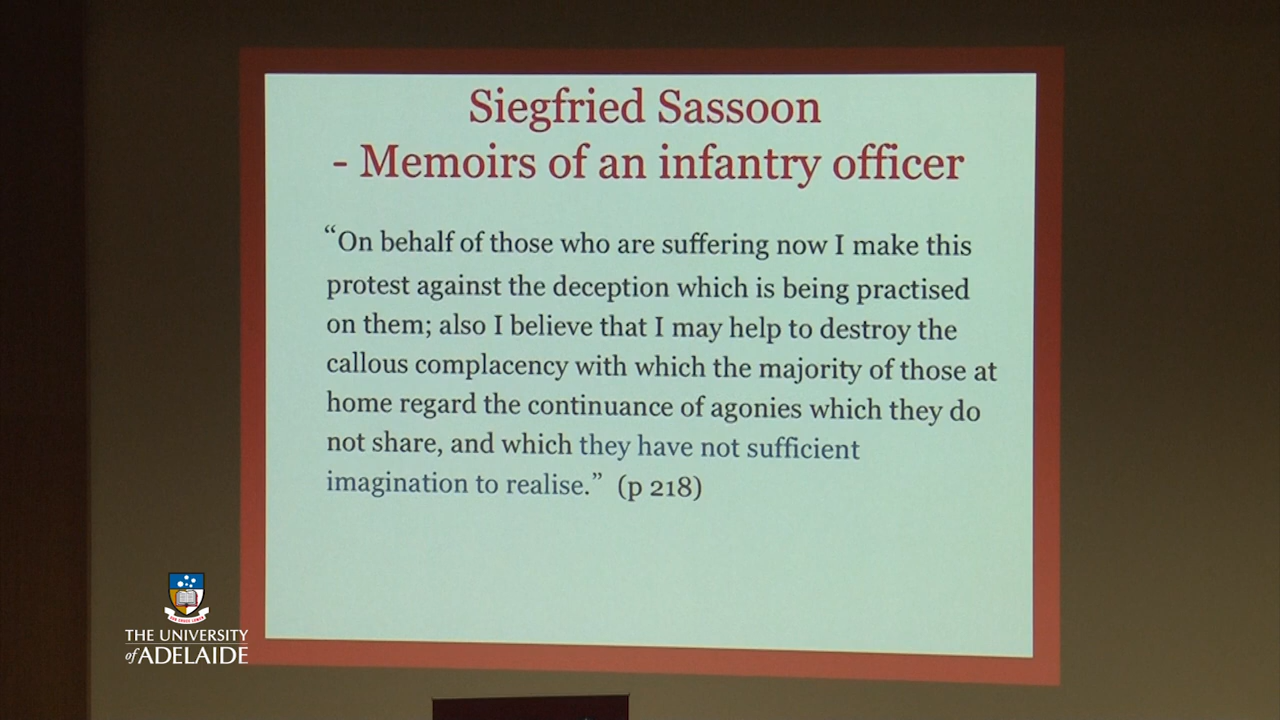 Siegfried Sassoon
- Memoirs of an infantry officer
“On behalf of those who are suffering now I make this
protest against the deception which is being practised
on them; also I believe that I may help to destroy the
callous complacency with which the majority of those at
home regard the continuance of agonies which they do
not share, and which they have not sufficient
imagination to realise.” (p 218)
THE UNIVERSITY
of ADELAIDE